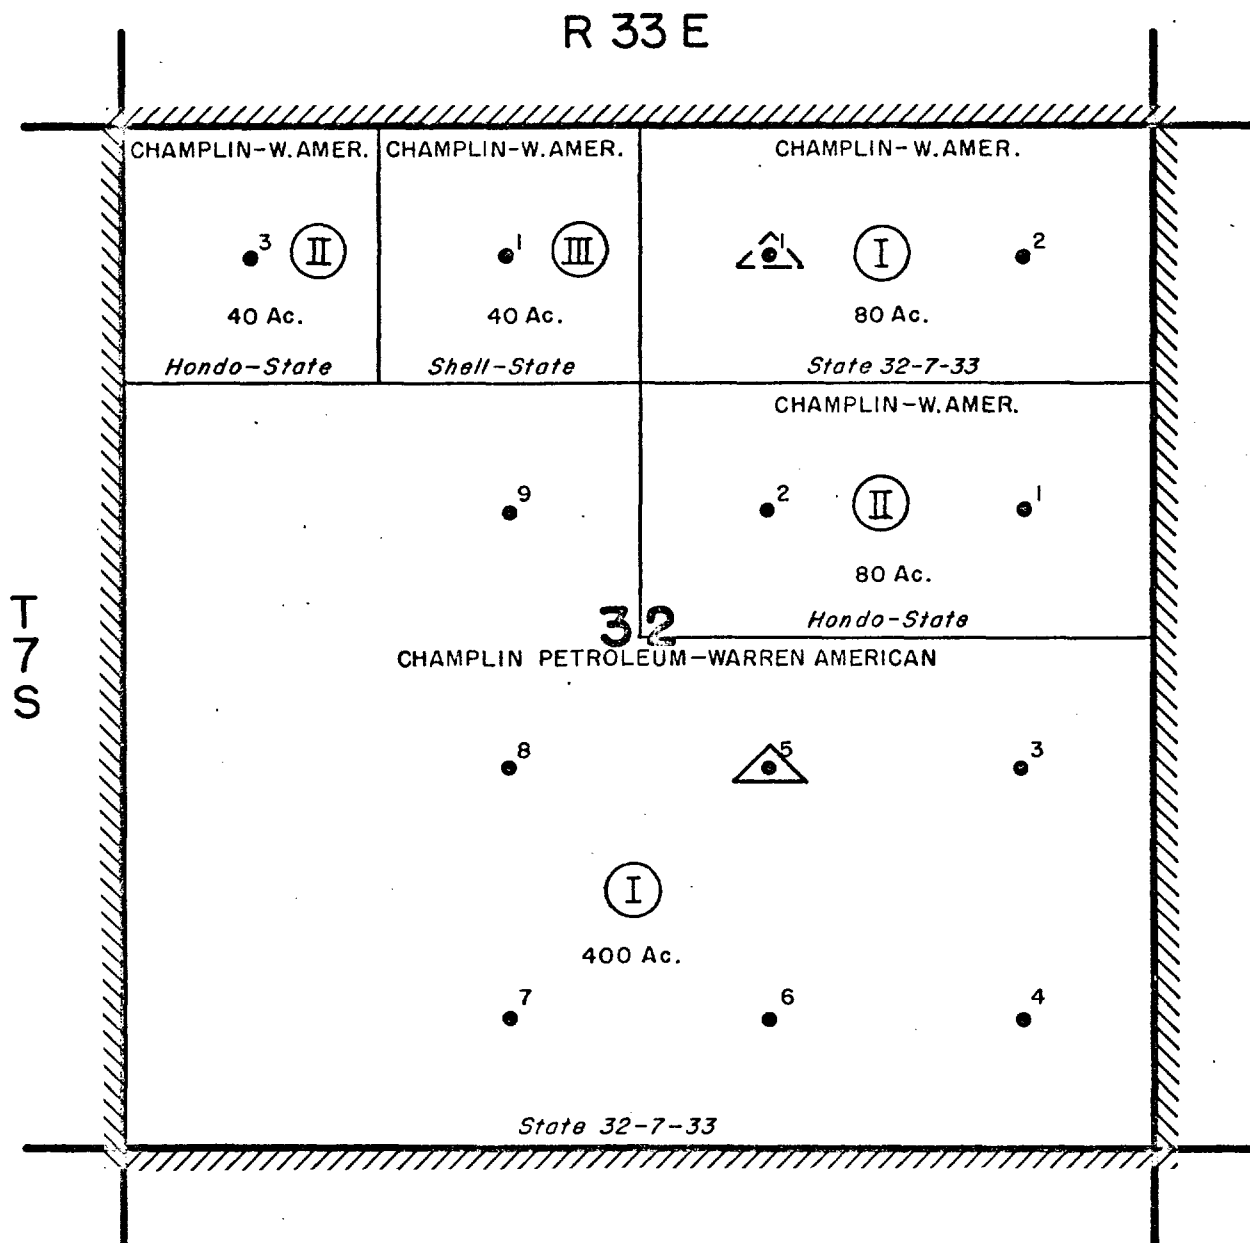 R 33 E
CHAMPLIN-W.AMER.
3
II
40 Ac.
Hondo-State
CHAMPLIN-W.AMER.
1
III
40 Ac.
Shell-State
CHAMPLIN-W.AMER.
1
I
2
80 Ac.
State 32-7-33
CHAMPLIN-W.AMER.
2
II
1
80 Ac.
Hondo-State
9
32
T
7
S
CHAMPLIN PETROLEUM-WARREN AMERICAN
8
5
3
I
400 Ac.
7
6
4
State 32-7-33